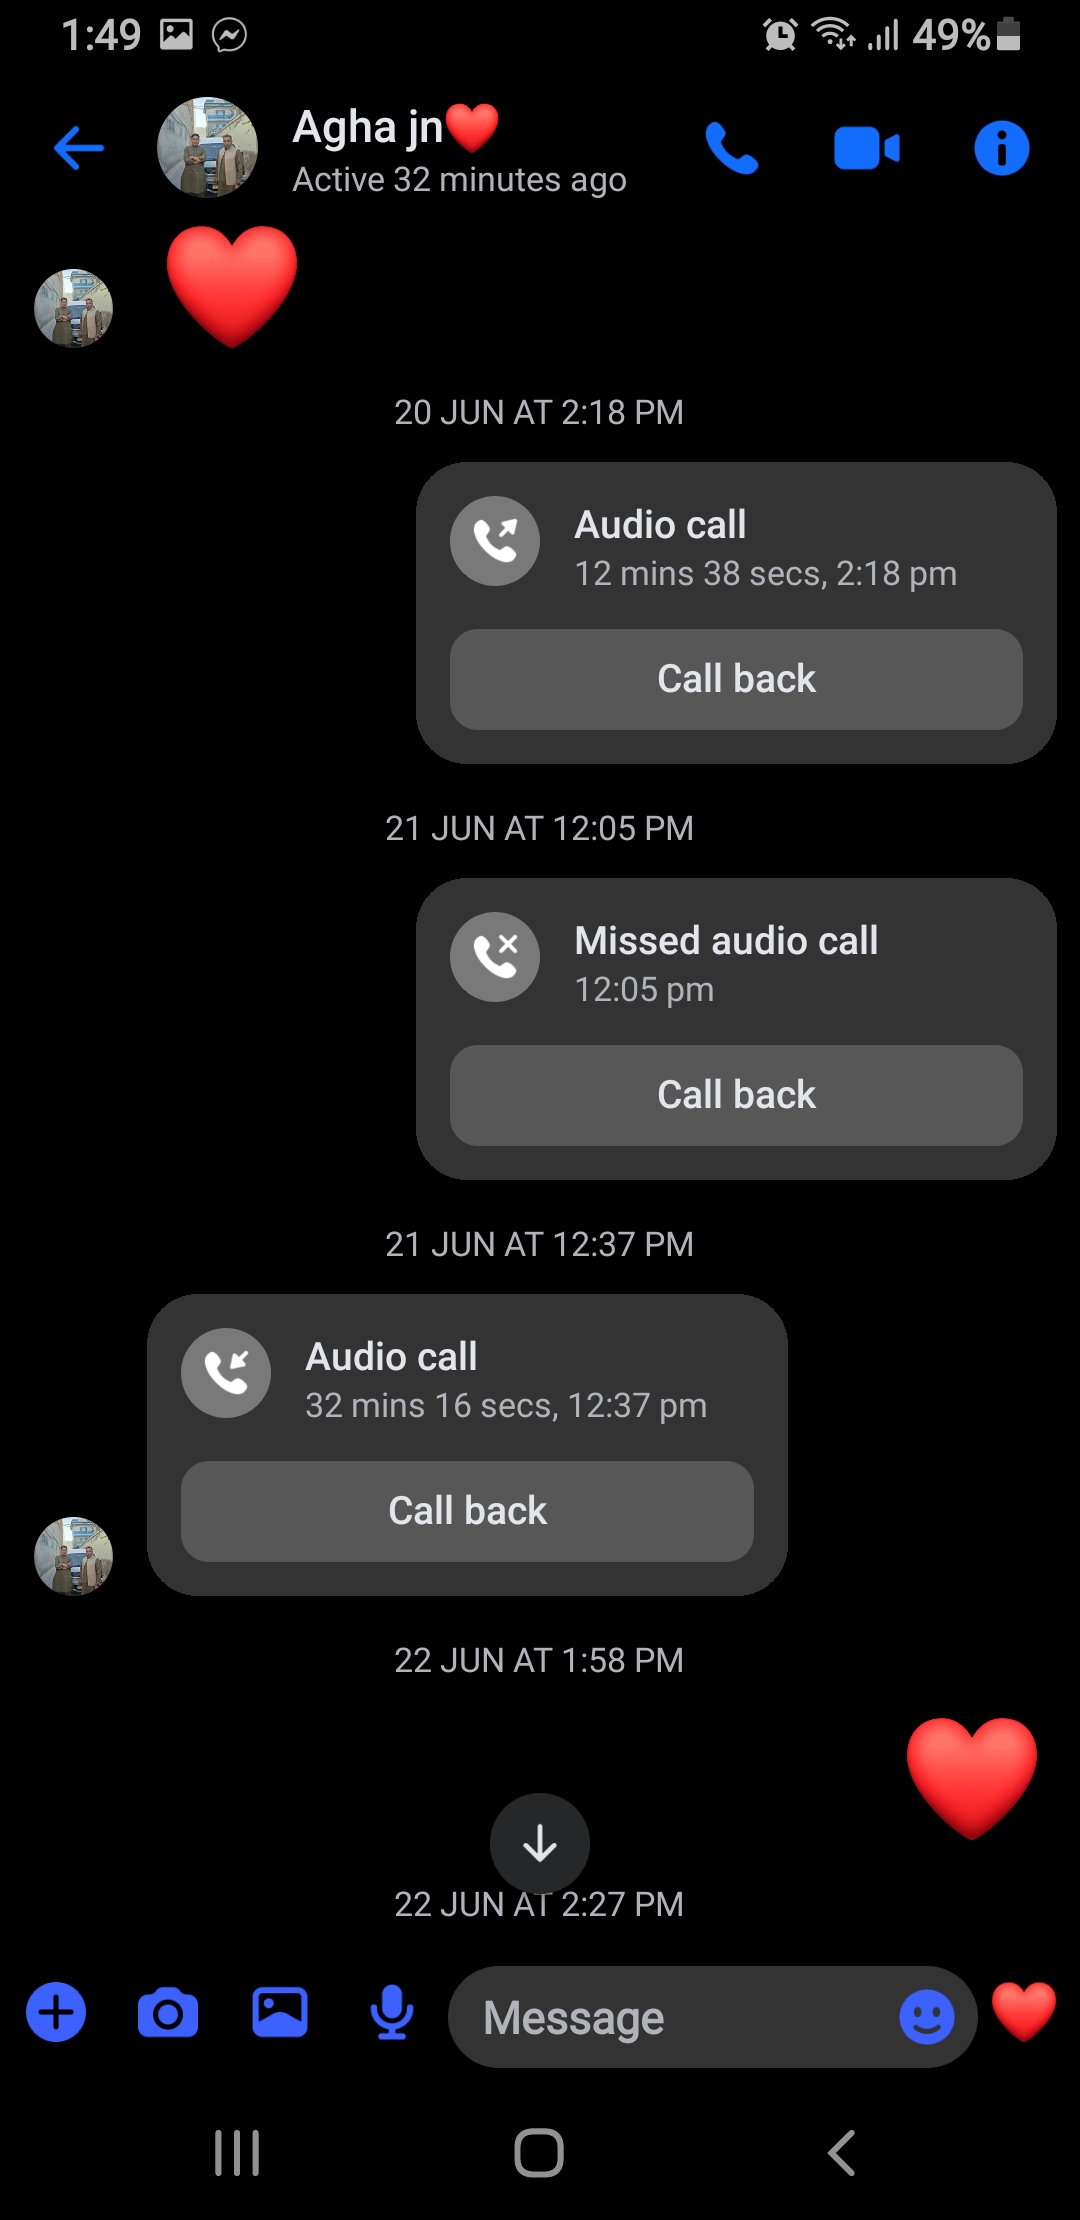 1:49
49%
Agha jn❤️
Active 32 minutes ago
❤️
20 JUN AT 2:18 PM
Audio call
12 mins 38 secs, 2:18 pm
Call back
21 JUN AT 12:05 PM
Missed audio call
12:05 pm
Call back
21 JUN AT 12:37 PM
Audio call
32 mins 16 secs, 12:37 pm
Call back
22 JUN AT 1:58 PM
❤️
22 JUN AT 2:27 PM
Message